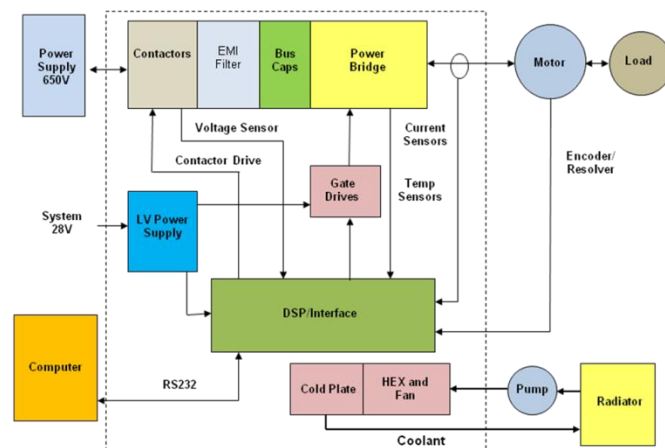 Power
Supply
650V
Contactors
EMI
Filter
Bus
Caps
Power
Bridge
Motor
Load
Voltage Sensor
Current
Sensors
Contactor Drive
Encoder/
Resolver
Gate
Drives
Temp
Sensors
System
28V
LV Power
Supply
DSP/Interface
Computer
RS232
Cold Plate
HEX and
Fan
Pump
Radiator
Coolant